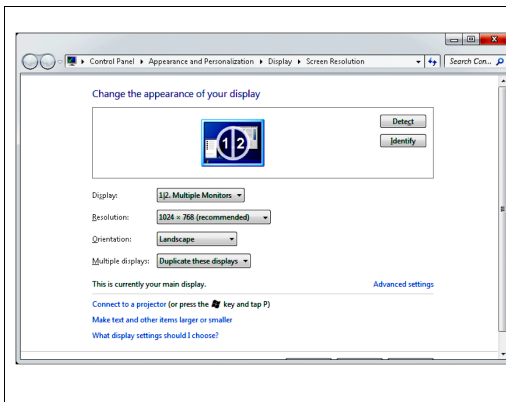 Control Panel ▸ Appearance and Personalization ▸ Display ▸ Screen Resolution
Search Con...
Change the appearance of your display
1|2
Detect
Identify
Display: 1|2. Multiple Monitors
Resolution: 1024 × 768 (recommended)
Orientation: Landscape
Multiple displays: Duplicate these displays
This is currently your main display.
Advanced settings
Connect to a projector (or press the key and tap P)
Make text and other items larger or smaller
What display settings should I choose?